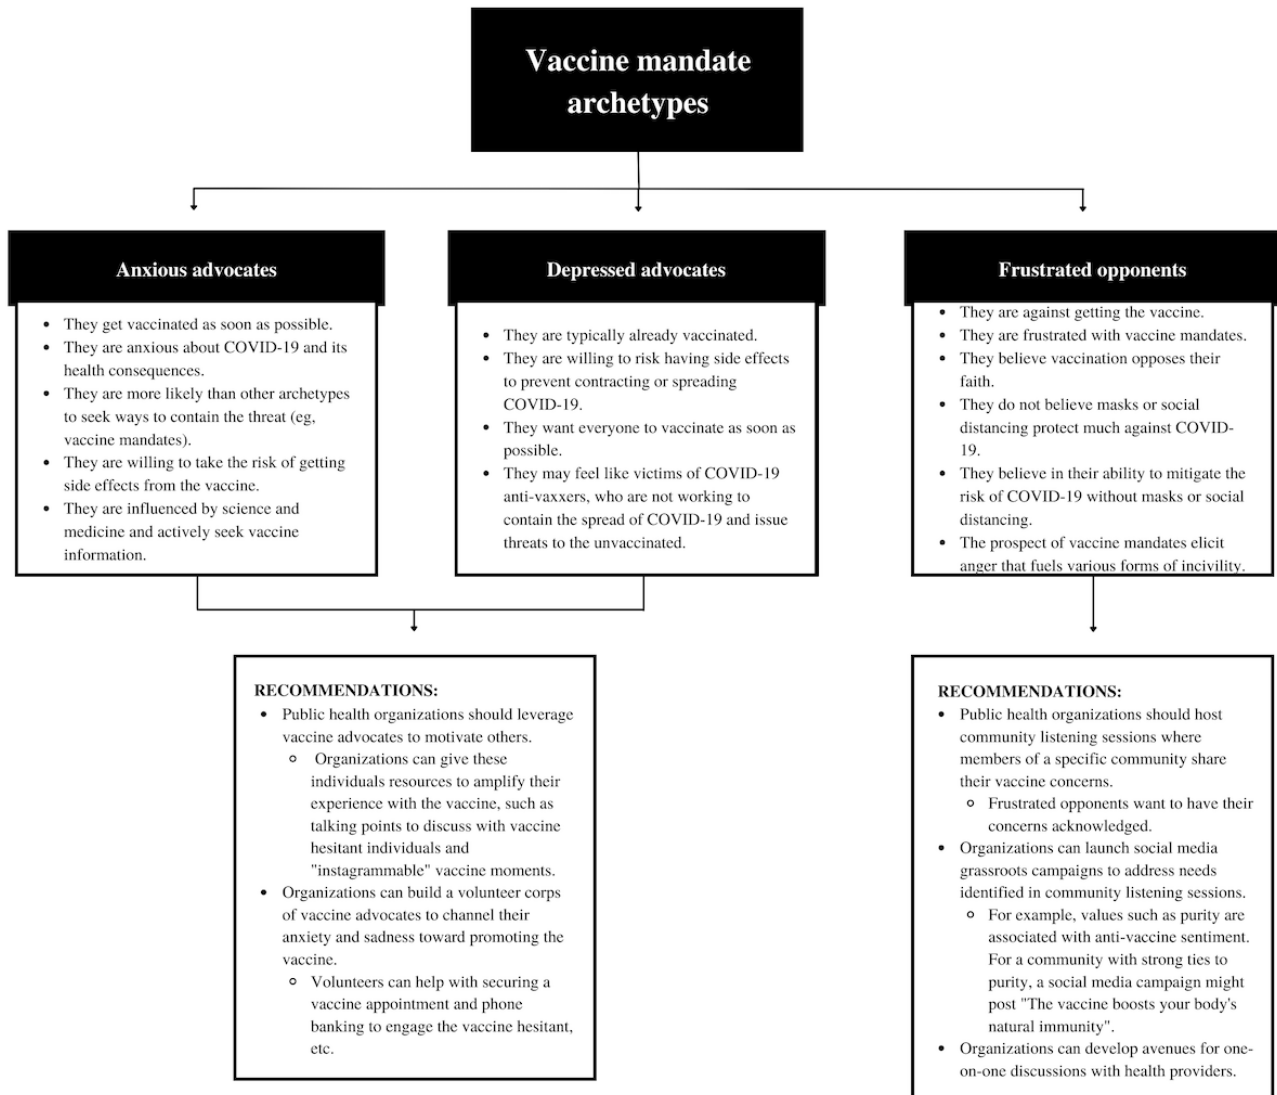 Vaccine mandate
archetypes
Anxious advocates
• They get vaccinated as soon as possible.
• They are anxious about COVID-19 and its
health consequences.
• They are more likely than other archetypes
to seek ways to contain the threat (eg,
vaccine mandates).
• They are willing to take the risk of getting
side effects from the vaccine.
• They are influenced by science and
medicine and actively seek vaccine
information.
Depressed advocates
• They are typically already vaccinated.
• They are willing to risk having side effects
to prevent contracting or spreading
COVID-19.
• They want everyone to vaccinate as soon as
possible.
• They may feel like victims of COVID-19
anti-vaxxers, who are not working to
contain the spread of COVID-19 and issue
threats to the unvaccinated.
Frustrated opponents
• They are against getting the vaccine.
• They are frustrated with vaccine mandates.
• They believe vaccination opposes their
faith.
• They do not believe masks or social
distancing protect much against COVID-
19.
• They believe in their ability to mitigate the
risk of COVID-19 without masks or social
distancing.
• The prospect of vaccine mandates elicit
anger that fuels various forms of incivility.
RECOMMENDATIONS:
• Public health organizations should leverage
vaccine advocates to motivate others.
○ Organizations can give these
individuals resources to amplify their
experience with the vaccine, such as
talking points to discuss with vaccine
hesitant individuals and
"instagrammable" vaccine moments.
• Organizations can build a volunteer corps
of vaccine advocates to channel their
anxiety and sadness toward promoting the
vaccine.
○ Volunteers can help with securing a
vaccine appointment and phone
banking to engage the vaccine hesitant,
etc.
RECOMMENDATIONS:
• Public health organizations should host
community listening sessions where
members of a specific community share
their vaccine concerns.
○ Frustrated opponents want to have their
concerns acknowledged.
• Organizations can launch social media
grassroots campaigns to address needs
identified in community listening sessions.
○ For example, values such as purity are
associated with anti-vaccine sentiment.
For a community with strong ties to
purity, a social media campaign might
post "The vaccine boosts your body's
natural immunity".
• Organizations can develop avenues for one-
on-one discussions with health providers.